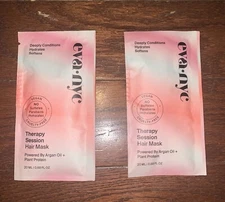 Deeply Conditions
Hydrates
Softens
eva·nyc
Therapy
Session
Hair Mask
Powered By Argan Oil +
Plant Protein
Deeply Conditions
Hydrates
Softens
eva·nyc
Therapy
Session
Hair Mask
Powered By Argan Oil +
Plant Protein